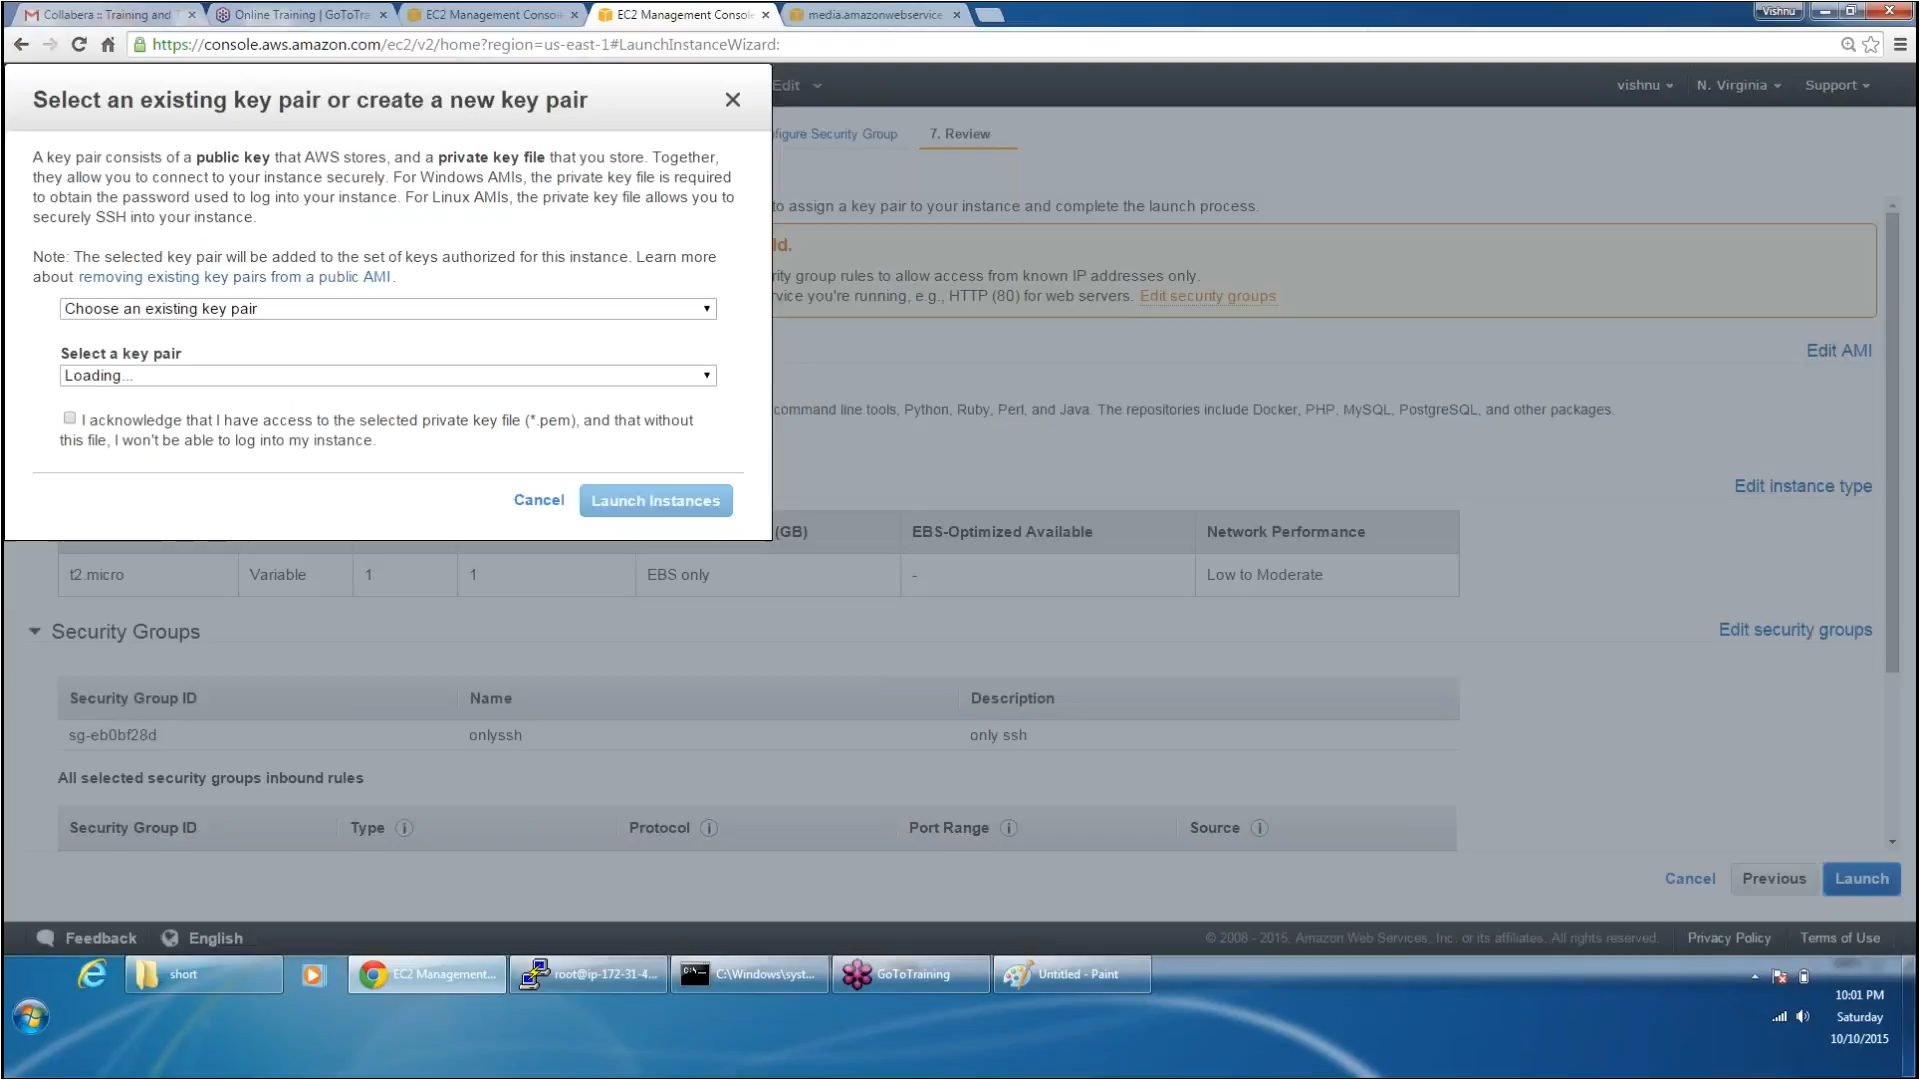 Collabera :: Training and T
Online Training | GoToTra
EC2 Management Console
EC2 Management Console
media.amazonwebservice
Vishnu
https://console.aws.amazon.com/ec2/v2/home?region=us-east-1#LaunchInstanceWizard:
Edit
vishnu
N. Virginia
Support
Select an existing key pair or create a new key pair
figure Security Group
7. Review
A key pair consists of a public key that AWS stores, and a private key file that you store. Together,
they allow you to connect to your instance securely. For Windows AMIs, the private key file is required
to obtain the password used to log into your instance. For Linux AMIs, the private key file allows you to
securely SSH into your instance.
to assign a key pair to your instance and complete the launch process.
ld.
Note: The selected key pair will be added to the set of keys authorized for this instance. Learn more
about removing existing key pairs from a public AMI.
rity group rules to allow access from known IP addresses only.
rvice you're running, e.g., HTTP (80) for web servers. Edit security groups
Choose an existing key pair
Edit AMI
Select a key pair
Loading...
I acknowledge that I have access to the selected private key file (*.pem), and that without
this file, I won't be able to log into my instance.
command line tools, Python, Ruby, Perl, and Java. The repositories include Docker, PHP, MySQL, PostgreSQL, and other packages.
Cancel
Launch Instances
Edit instance type
(GB)
EBS-Optimized Available
Network Performance
t2.micro
Variable
1
1
EBS only
-
Low to Moderate
Security Groups
Edit security groups
Security Group ID
Name
Description
sg-eb0bf28d
onlyssh
only ssh
All selected security groups inbound rules
Security Group ID
Type
Protocol
Port Range
Source
Cancel
Previous
Launch
Feedback
English
© 2008 - 2015, Amazon Web Services, Inc. or its affiliates. All rights reserved.
Privacy Policy
Terms of Use
short
EC2 Management...
root@ip-172-31-4...
C:\Windows\syst...
GoToTraining
Untitled - Paint
10:01 PM
Saturday
10/10/2015